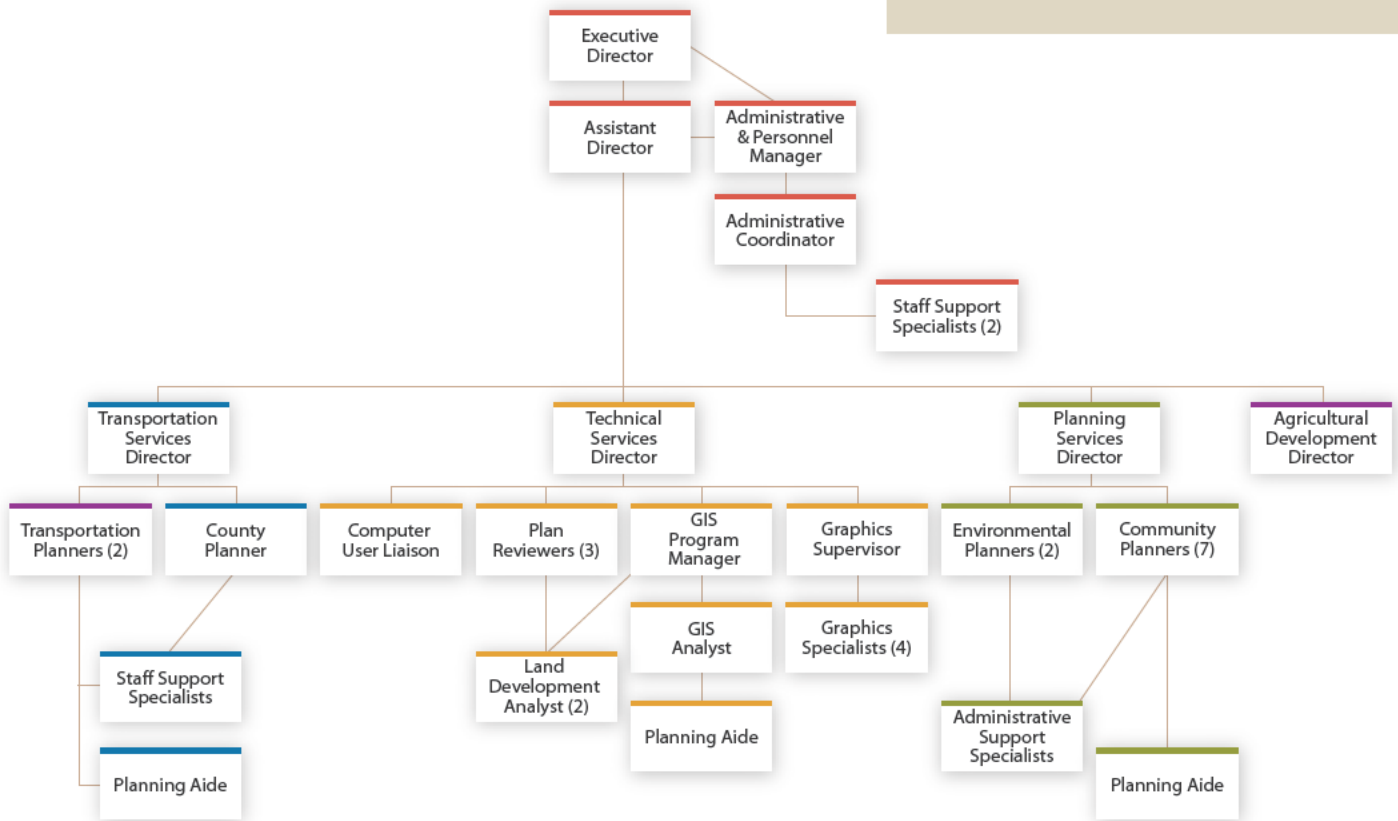 Executive
Director
Assistant
Director
Administrative
& Personnel
Manager
Administrative
Coordinator
Staff Support
Specialists (2)
Transportation
Services
Director
Technical
Services
Director
Planning
Services
Director
Agricultural
Development
Director
Transportation
Planners (2)
County
Planner
Computer
User Liaison
Plan
Reviewers (3)
GIS
Program
Manager
Graphics
Supervisor
Environmental
Planners (2)
Community
Planners (7)
Staff Support
Specialists
Planning Aide
Land
Development
Analyst (2)
GIS
Analyst
Planning Aide
Graphics
Specialists (4)
Administrative
Support
Specialists
Planning Aide